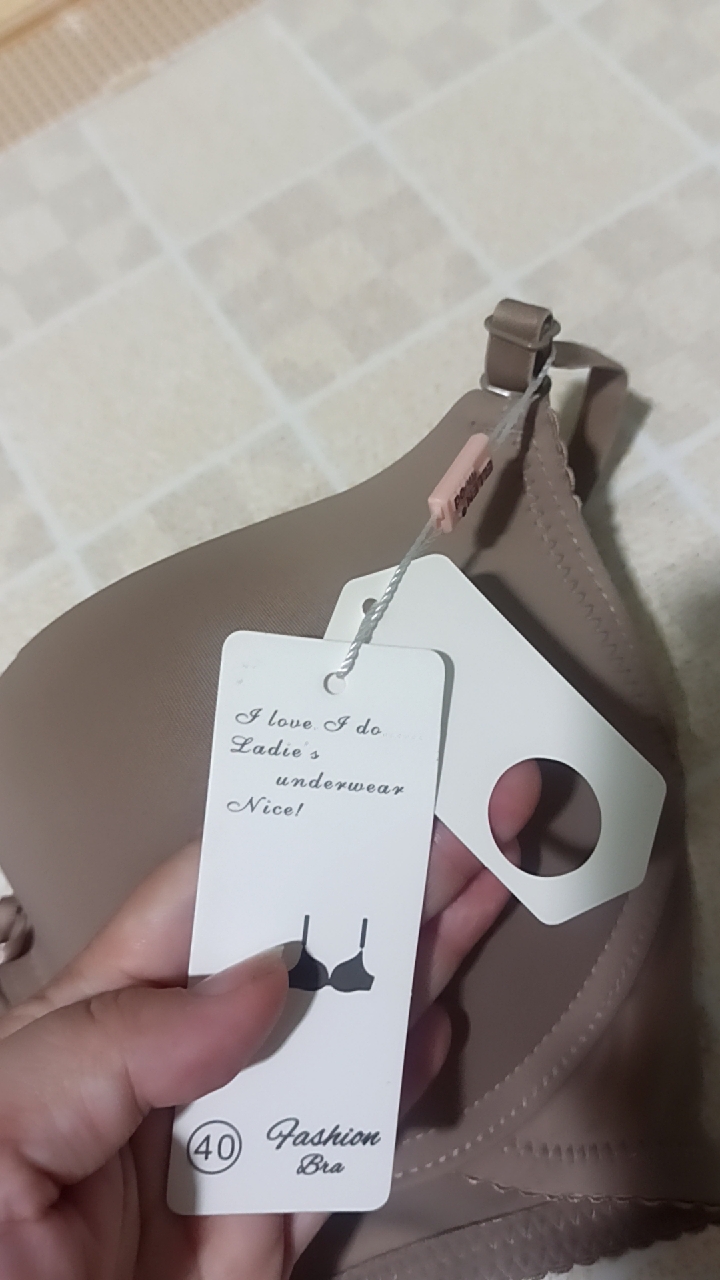 I love I do
Ladie's
underwear
Nice!
40
Fashion
Bra